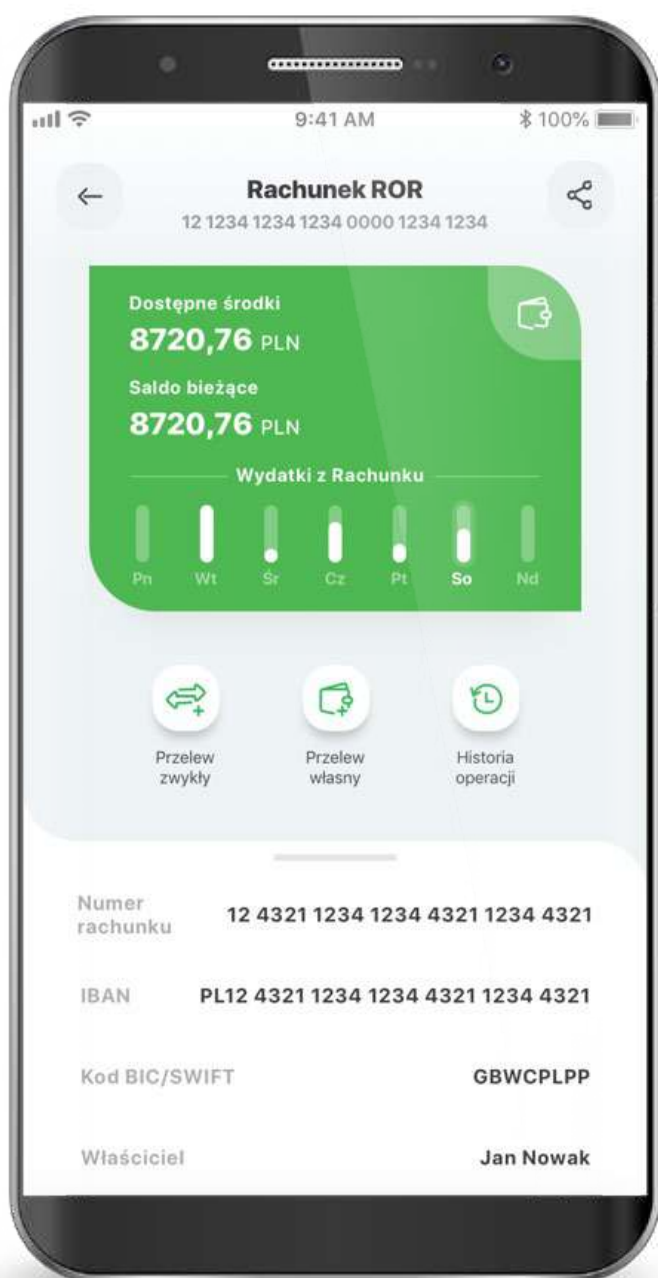 9:41 AM
100%
Rachunek ROR
12 1234 1234 1234 0000 1234 1234
Dostępne środki
8720,76 PLN
Saldo bieżące
8720,76 PLN
Wydatki z Rachunku
Pn Wt Śr Cz Pt So Nd
Przelew
zwykły
Przelew
własny
Historia
operacji
Numer
rachunku
12 4321 1234 1234 4321 1234 4321
IBAN PL12 4321 1234 1234 4321 1234 4321
Kod BIC/SWIFT GBWCPLPP
Właściciel Jan Nowak